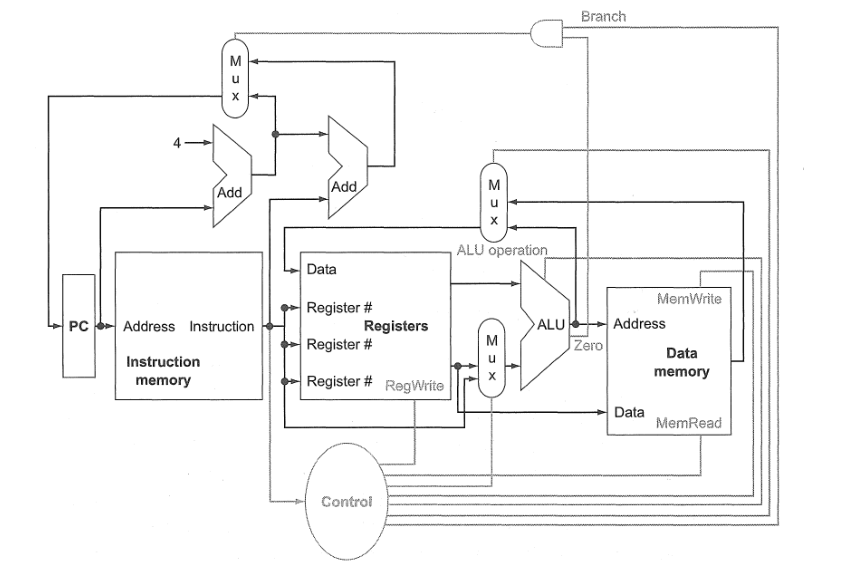 Branch
M
u
x
4
Add
Add
M
u
x
ALU operation
Data
Register #
Register #
Register #
Registers
RegWrite
PC
Address
Instruction
Instruction
memory
M
u
x
ALU
Zero
MemWrite
Address
Data
memory
Data
MemRead
Control